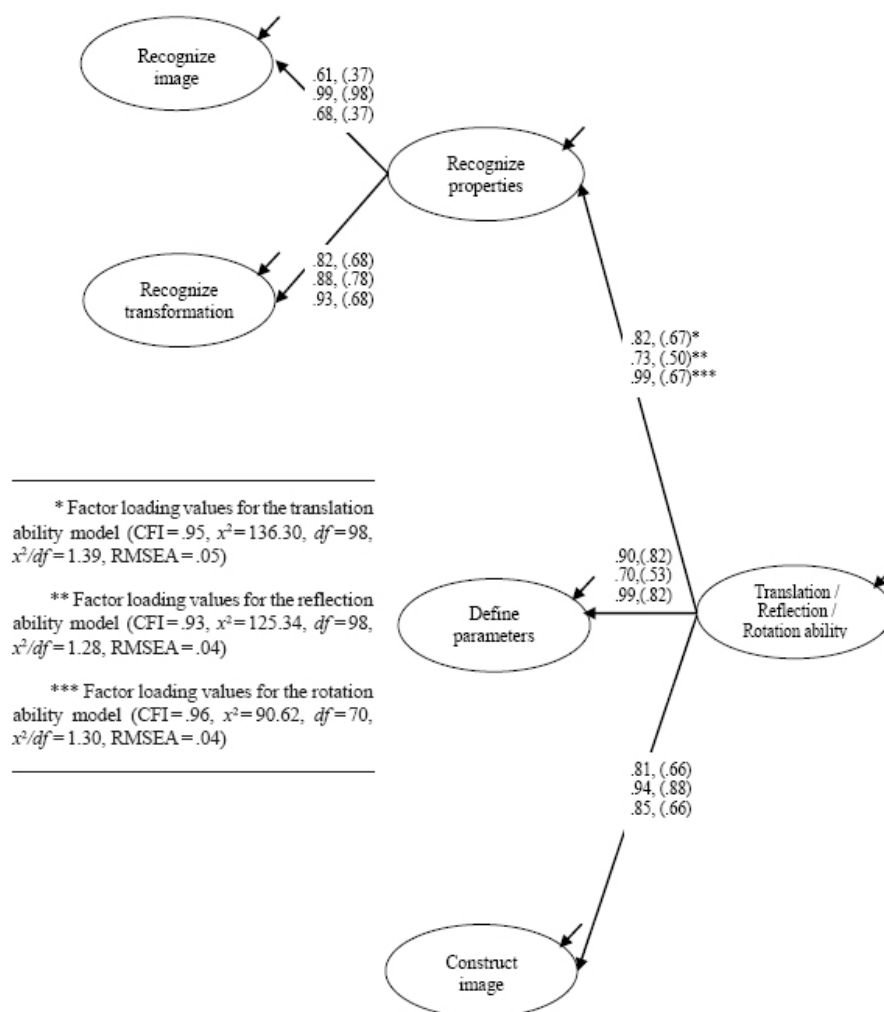 Recognize
image
.61, (.37)
.99, (.98)
.68, (.37)
Recognize
properties
Recognize
transformation
.82, (.68)
.88, (.78)
.93, (.68)
.82, (.67)*
.73, (.50)**
.99, (.67)***
* Factor loading values for the translation
ability model (CFI=.95, x²=136.30, df=98,
x²/df=1.39, RMSEA=.05)
** Factor loading values for the reflection
ability model (CFI=.93, x²=125.34, df=98,
x²/df=1.28, RMSEA=.04)
*** Factor loading values for the rotation
ability model (CFI=.96, x²=90.62, df=70,
x²/df=1.30, RMSEA=.04)
.90,(.82)
.70,(.53)
.99,(.82)
Define
parameters
Translation /
Reflection /
Rotation ability
.81, (.66)
.94, (.88)
.85, (.66)
Construct
image